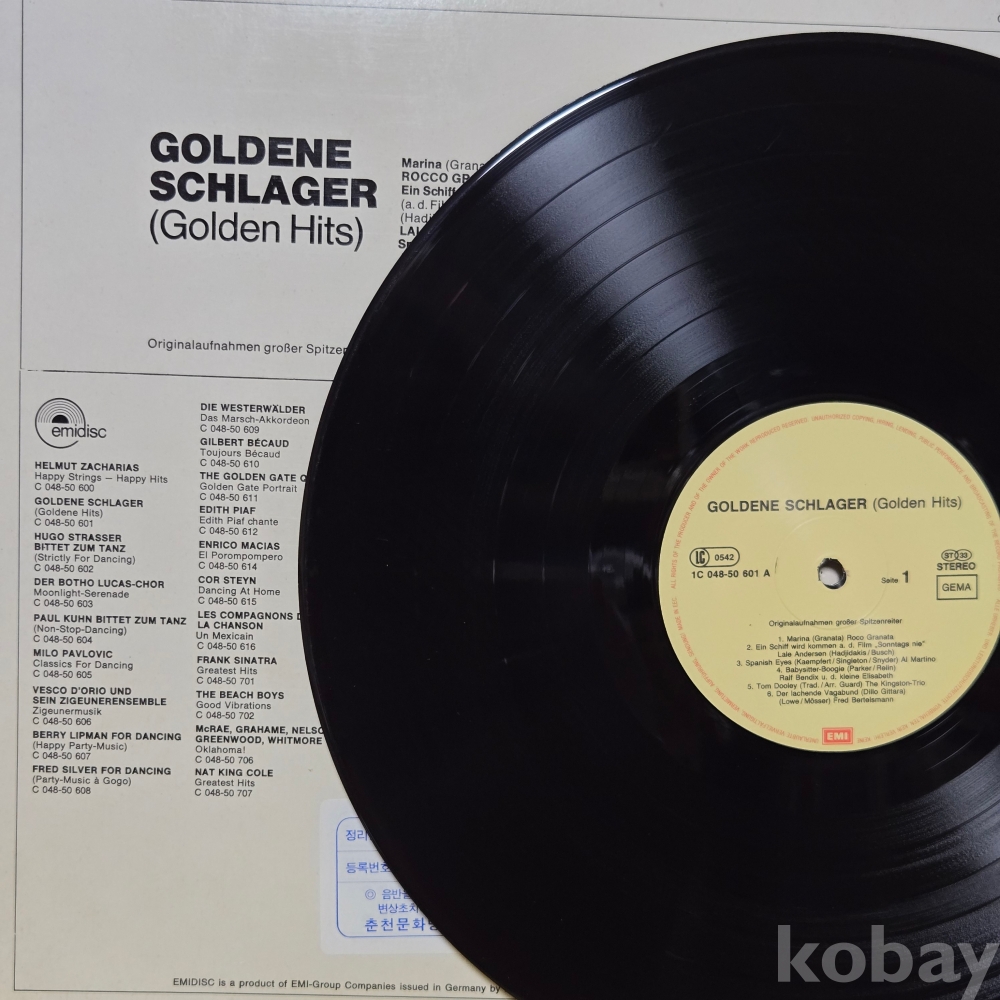 GOLDENE
SCHLAGER
(Golden Hits)
Marina
ROCCO
Ein Schiff
(a. d.
Originalaufnahmen großer
emidisc
HELMUT ZACHARIAS
Happy Strings – Happy Hits
C 048-50 600
GOLDENE SCHLAGER
(Goldene Hits)
C 048-50 601
HUGO STRASSER
BITTET ZUM TANZ
(Strictly For Dancing)
C 048-50 602
DER BOTHO LUCAS-CHOR
Moonlight-Serenade
C 048-50 603
PAUL KUHN BITTET ZUM TANZ
(Non-Stop-Dancing)
C 048-50 604
MILO PAVLOVIC
Classics For Dancing
C 048-50 605
VESCO D'ORIO UND
SEIN ZIGEUNERENSEMBLE
Zigeunermusik
C 048-50 606
BERRY LIPMAN FOR DANCING
(Happy Party-Music)
C 048-50 607
FRED SILVER FOR DANCING
(Party-Music à Gogo)
C 048-50 608
DIE WESTERWÄLDER
Das Marsch-Akkordeon
C 048-50 609
GILBERT BÉCAUD
Toujours Bécaud
C 048-50 610
THE GOLDEN GATE
Golden Gate Portrait
C 048-50 611
EDITH PIAF
Edith Piaf chante
C 048-50 612
ENRICO MACIAS
El Porompompero
C 048-50 614
COR STEYN
Dancing At Home
C 048-50 615
LES COMPAGNONS
LA CHANSON
Un Mexicain
C 048-50 616
FRANK SINATRA
Greatest Hits
C 048-50 701
THE BEACH BOYS
Good Vibrations
C 048-50 702
McRAE, GRAHAME,
GREENWOOD, WHITMORE
Oklahoma!
C 048-50 706
NAT KING COLE
Greatest Hits
C 048-50 707
정리
등록번호
◎ 음반
변상조치
춘천문화
EMIDISC is a product of EMI-Group Companies issued in Germany by
GOLDENE SCHLAGER (Golden Hits)
LC 0542
1C 048-50 601 A
Seite 1
ST 33
STEREO
GEMA
Originalaufnahmen großer Spitzenreiter
1. Marina (Granata) Roco Granata
2. Ein Schiff wird kommen a. d. Film „Sonntags nie"
Lale Andersen (Hadjidakis/Busch)
3. Spanish Eyes (Kaempfert/Singleton/Snyder) Al Martino
4. Babysitter-Boogie (Parker/Relin)
Ralf Bendix u. d. kleine Elisabeth
5. Tom Dooley (Trad./Arr. Guard) The Kingston-Trio
6. Der lachende Vagabund (Dillo Gittara)
(Lowe/Mösser) Fred Bertelsmann
EMI
kobay